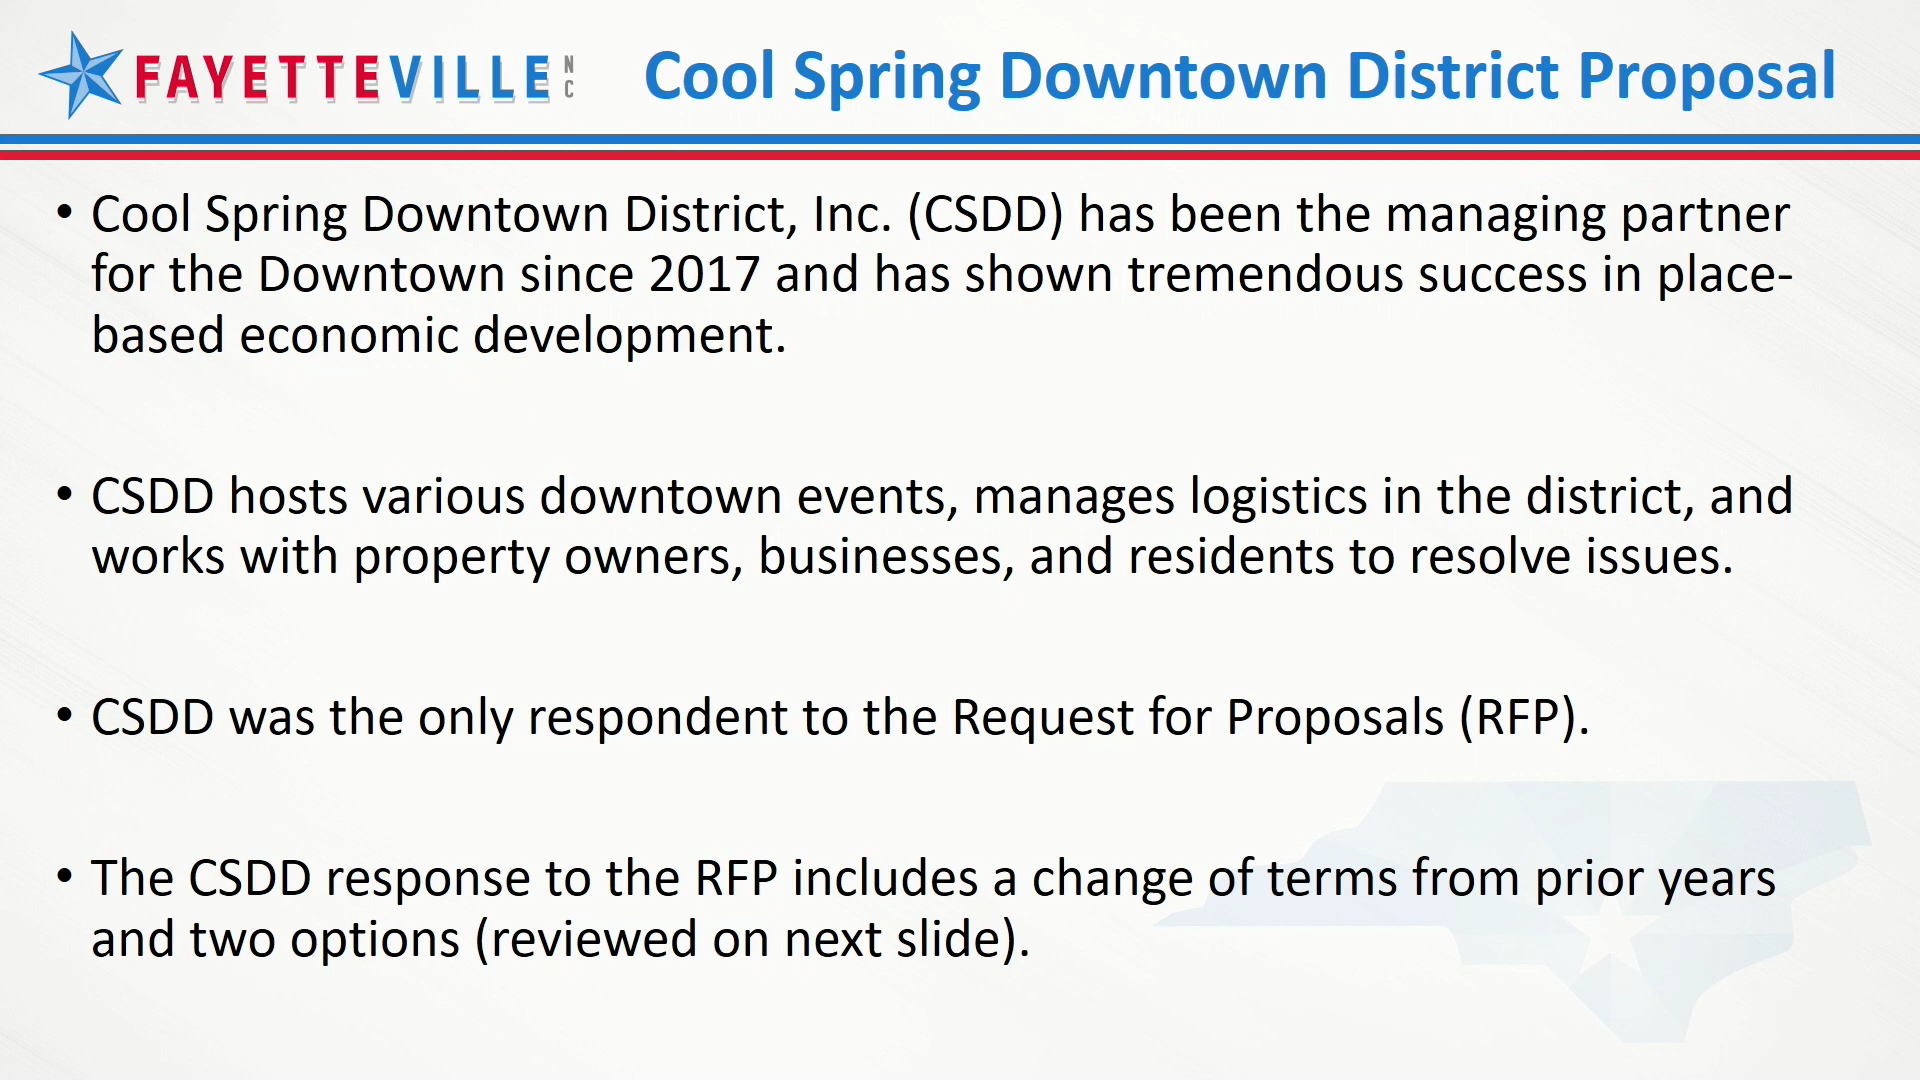 FAYETTEVILLE NC
Cool Spring Downtown District Proposal
• Cool Spring Downtown District, Inc. (CSDD) has been the managing partner
for the Downtown since 2017 and has shown tremendous success in place-
based economic development.
• CSDD hosts various downtown events, manages logistics in the district, and
works with property owners, businesses, and residents to resolve issues.
• CSDD was the only respondent to the Request for Proposals (RFP).
• The CSDD response to the RFP includes a change of terms from prior years
and two options (reviewed on next slide).